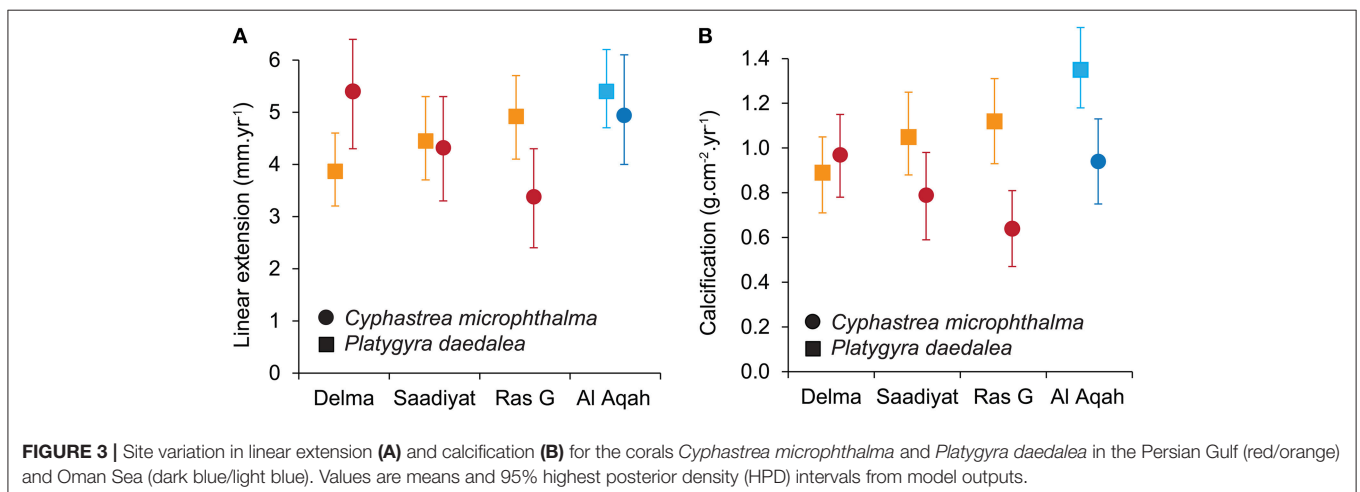 A
Linear extension (mm.yr⁻¹)
6
5
4
3
2
1
0
Cyphastrea microphthalma
Platygyra daedalea
Delma Saadiyat Ras G Al Aqah
B
Calcification (g.cm⁻².yr⁻¹)
1.4
1.2
1.0
0.8
0.6
0.4
0.2
0.0
Cyphastrea microphthalma
Platygyra daedalea
Delma Saadiyat Ras G Al Aqah
FIGURE 3 | Site variation in linear extension (A) and calcification (B) for the corals Cyphastrea microphthalma and Platygyra daedalea in the Persian Gulf (red/orange)
and Oman Sea (dark blue/light blue). Values are means and 95% highest posterior density (HPD) intervals from model outputs.